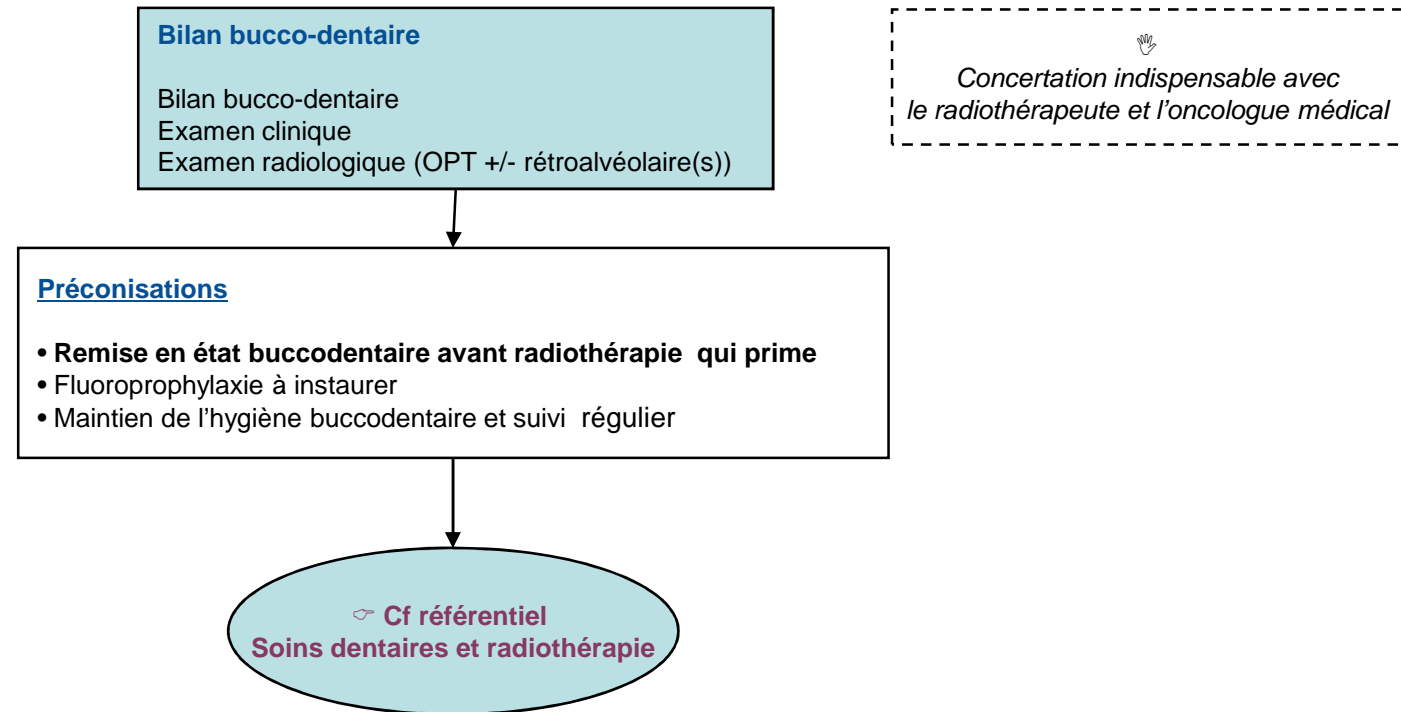 Bilan bucco-dentaire
Bilan bucco-dentaire
Examen clinique
Examen radiologique (OPT +/- rétroalvéolaire(s))
🖐
Concertation indispensable avec
le radiothérapeute et l’oncologue médical
Préconisations
• Remise en état buccodentaire avant radiothérapie qui prime
• Fluoroprophylaxie à instaurer
• Maintien de l’hygiène buccodentaire et suivi régulier
☞ Cf référentiel
Soins dentaires et radiothérapie